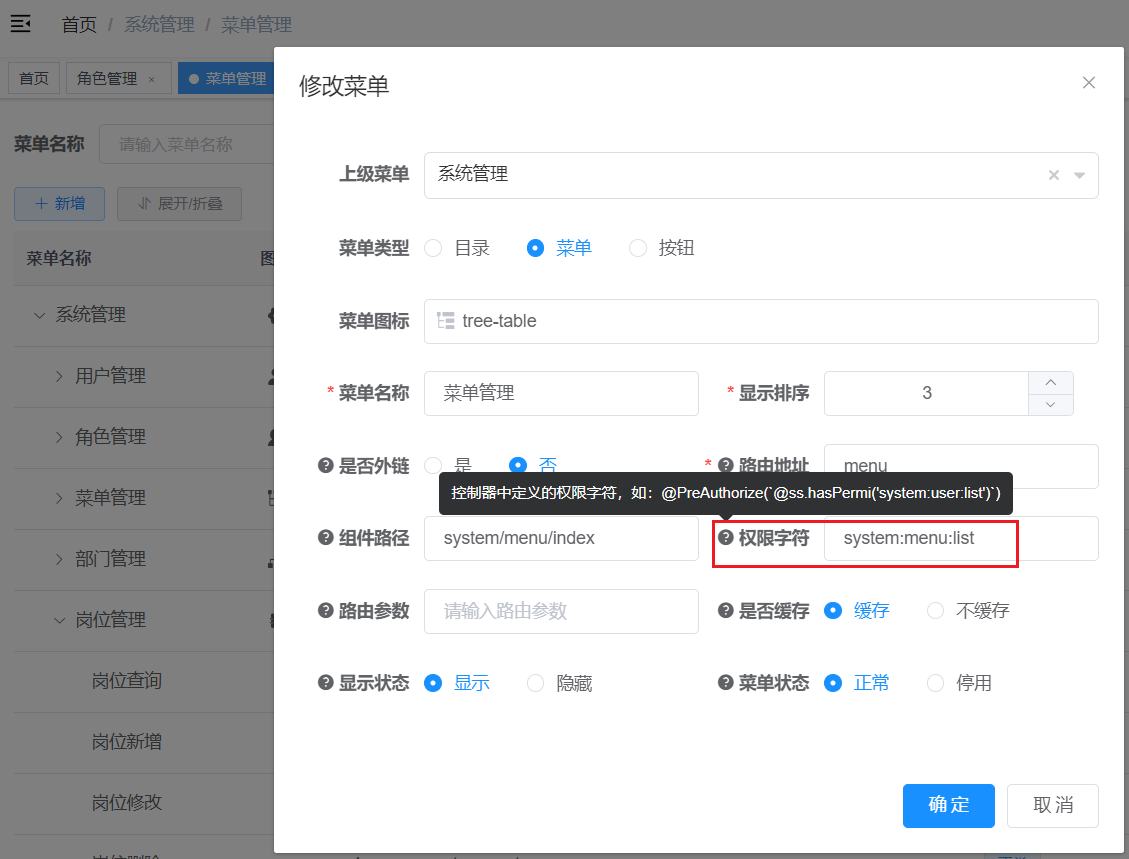 首页 / 系统管理 / 菜单管理
首页 角色管理 × 菜单管理
菜单名称 请输入菜单名称
+ 新增 展开/折叠
菜单名称
系统管理
用户管理
角色管理
菜单管理
部门管理
岗位管理
岗位查询
岗位新增
岗位修改
岗位删除
修改菜单
上级菜单 系统管理
菜单类型 目录 菜单 按钮
菜单图标 tree-table
* 菜单名称 菜单管理 * 显示排序 3
是否外链 是 否 * 路由地址 menu
控制器中定义的权限字符，如：@PreAuthorize(`@ss.hasPermi('system:user:list')`)
组件路径 system/menu/index 权限字符 system:menu:list
路由参数 请输入路由参数 是否缓存 缓存 不缓存
显示状态 显示 隐藏 菜单状态 正常 停用
确 定 取 消